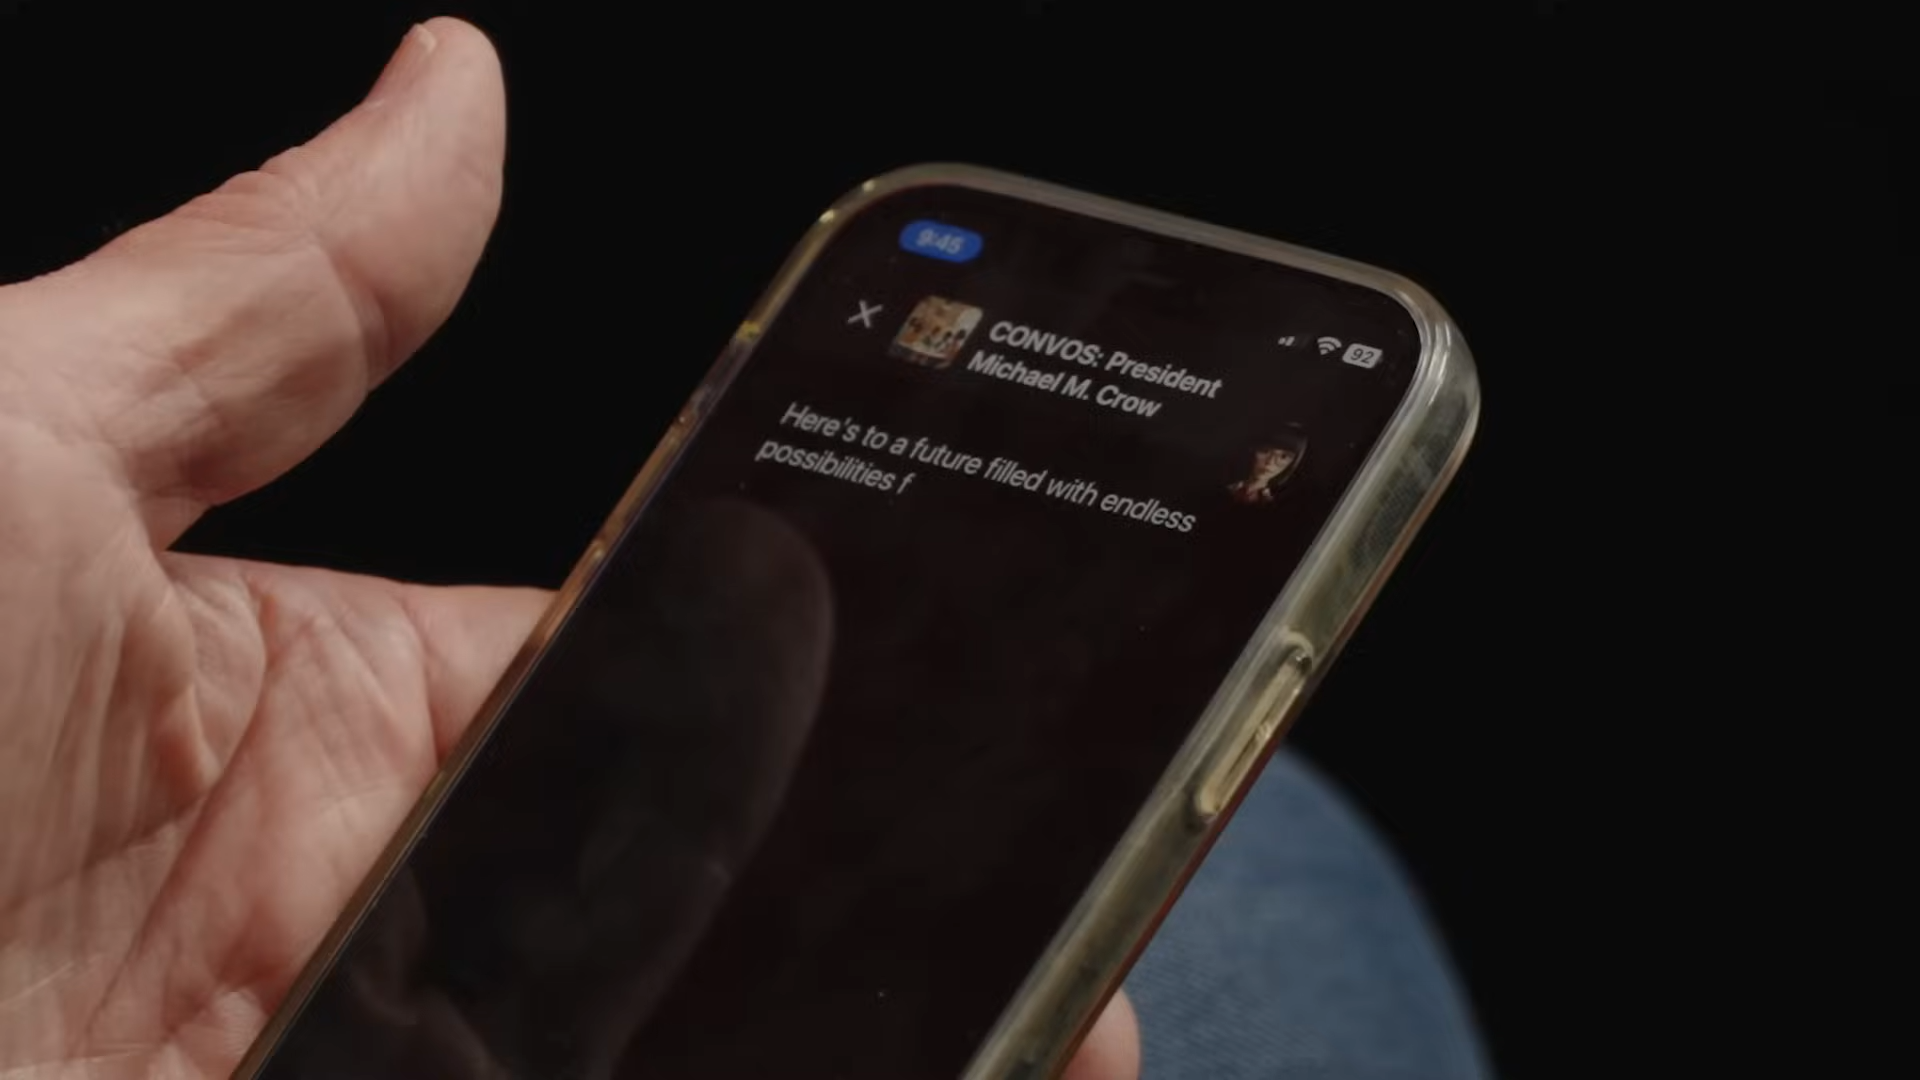 9:45
92
CONVOS: President
Michael M. Crow
Here's to a future filled with endless
possibilities f